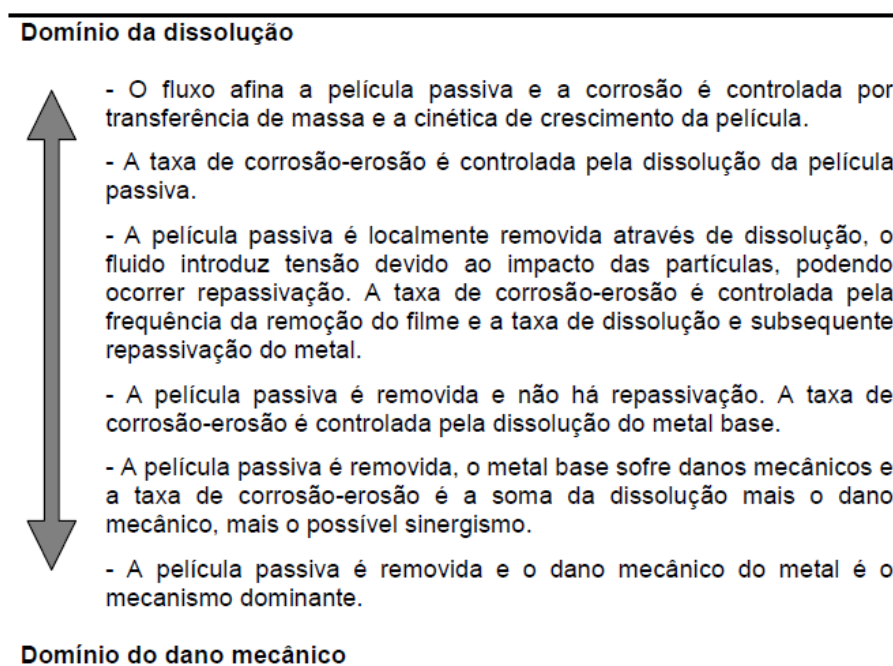 Domínio da dissolução
- O fluxo afina a película passiva e a corrosão é controlada por
transferência de massa e a cinética de crescimento da película.
- A taxa de corrosão-erosão é controlada pela dissolução da película
passiva.
- A película passiva é localmente removida através de dissolução, o
fluido introduz tensão devido ao impacto das partículas, podendo
ocorrer repassivação. A taxa de corrosão-erosão é controlada pela
frequência da remoção do filme e a taxa de dissolução e subsequente
repassivação do metal.
- A película passiva é removida e não há repassivação. A taxa de
corrosão-erosão é controlada pela dissolução do metal base.
- A película passiva é removida, o metal base sofre danos mecânicos e
a taxa de corrosão-erosão é a soma da dissolução mais o dano
mecânico, mais o possível sinergismo.
- A película passiva é removida e o dano mecânico do metal é o
mecanismo dominante.
Domínio do dano mecânico